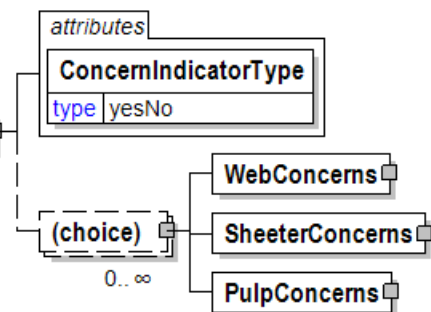 attributes
ConcernIndicatorType
type yesNo
WebConcerns
(choice)
SheeterConcerns
0.. ∞
PulpConcerns